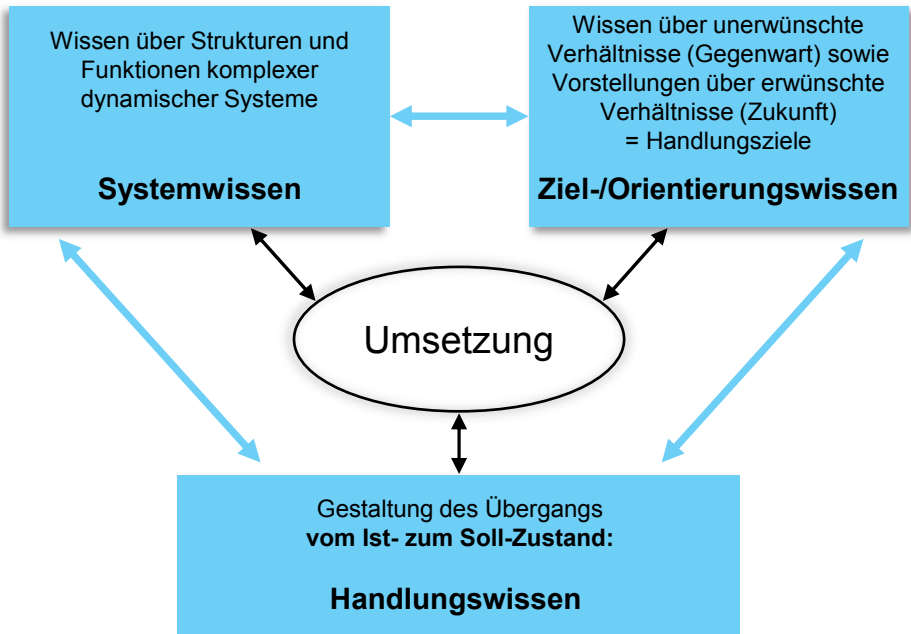 Wissen über Strukturen und
Funktionen komplexer
dynamischer Systeme
Systemwissen
Wissen über unerwünschte
Verhältnisse (Gegenwart) sowie
Vorstellungen über erwünschte
Verhältnisse (Zukunft)
= Handlungsziele
Ziel-/Orientierungswissen
Umsetzung
Gestaltung des Übergangs
vom Ist- zum Soll-Zustand:
Handlungswissen